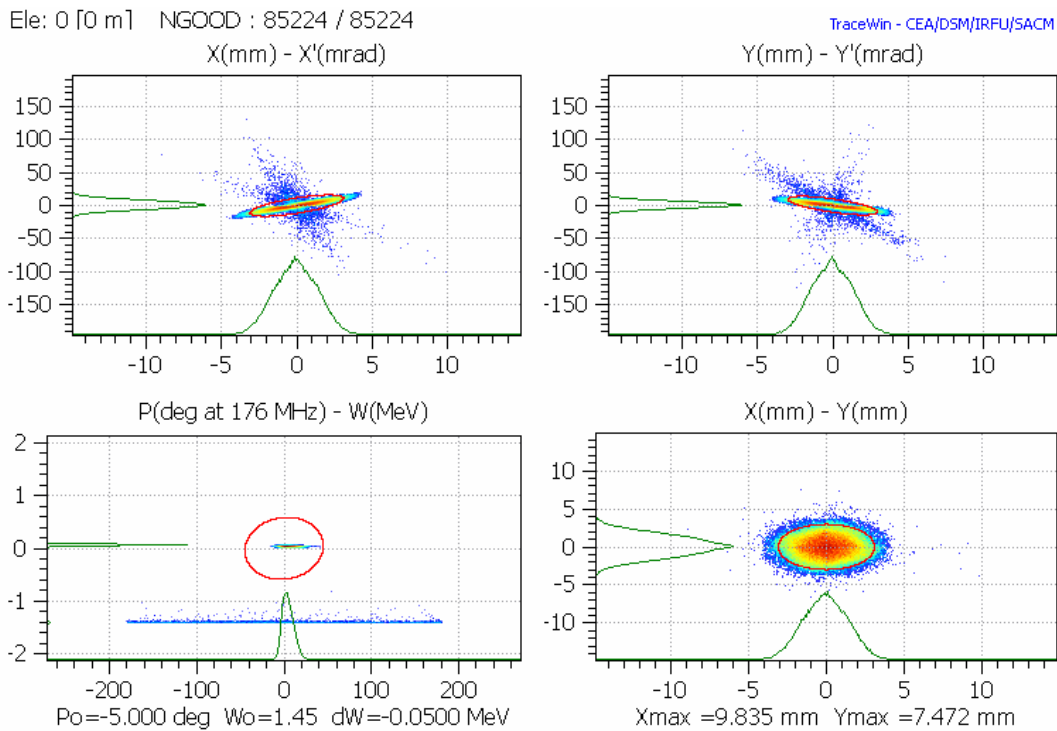 Ele: 0 [0 m] NGOOD : 85224 / 85224
TraceWin - CEA/DSM/IRFU/SACM
X(mm) - X'(mrad)
Y(mm) - Y'(mrad)
150
100
50
0
-50
-100
-150
-10 -5 0 5 10
150
100
50
0
-50
-100
-150
-10 -5 0 5 10
P(deg at 176 MHz) - W(MeV)
X(mm) - Y(mm)
2
1
0
-1
-2
-200 -100 0 100 200
Po=-5.000 deg Wo=1.45 dW=-0.0500 MeV
10
5
0
-5
-10
-10 -5 0 5 10
Xmax =9.835 mm Ymax =7.472 mm